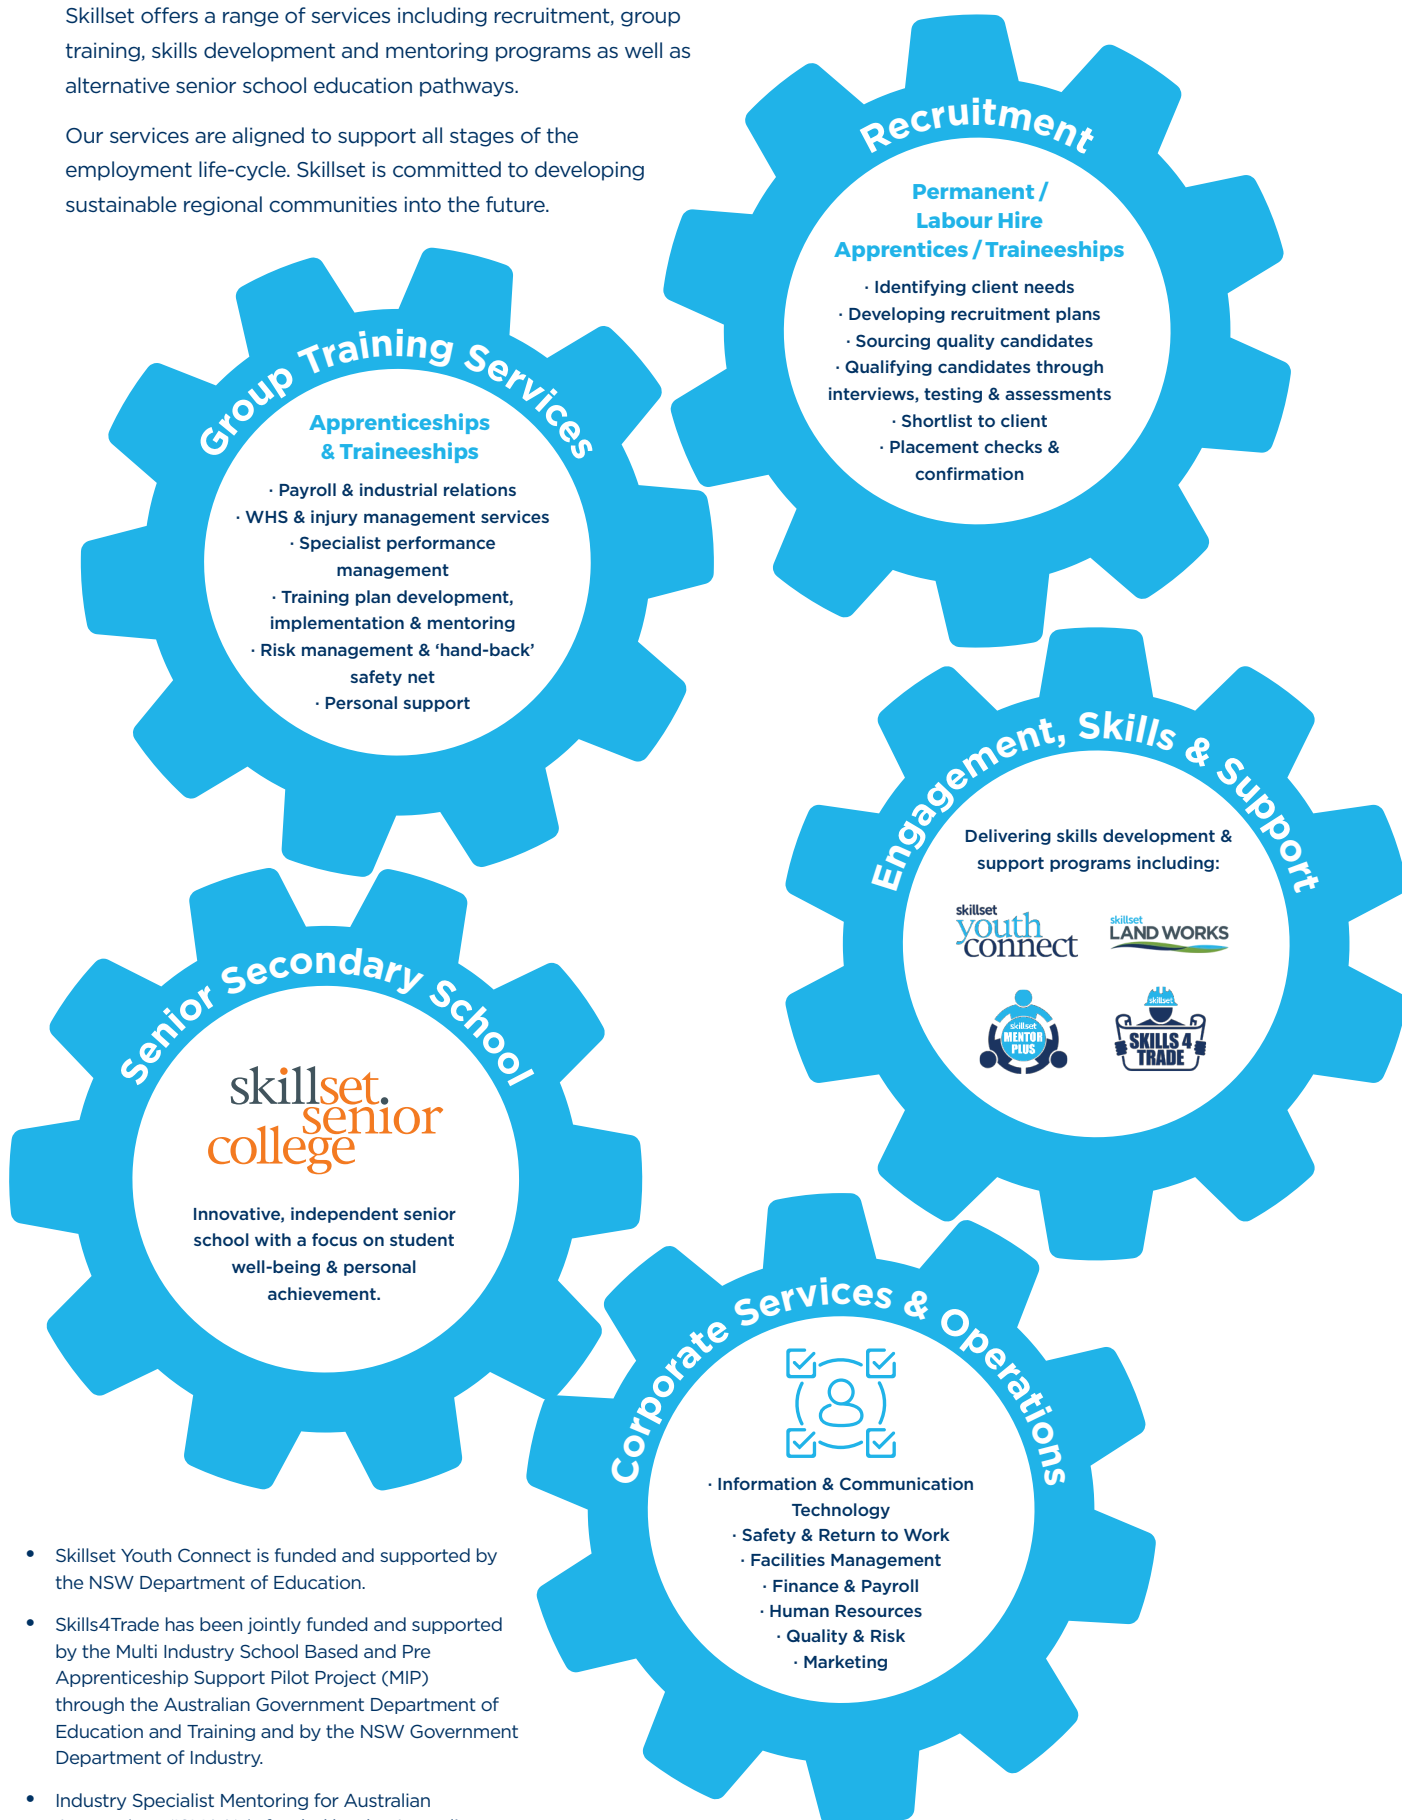 Skillset offers a range of services including recruitment, group
training, skills development and mentoring programs as well as
alternative senior school education pathways.
Our services are aligned to support all stages of the
employment life-cycle. Skillset is committed to developing
sustainable regional communities into the future.
Recruitment
Permanent /
Labour Hire
Apprentices / Traineeships
· Identifying client needs
· Developing recruitment plans
· Sourcing quality candidates
· Qualifying candidates through
interviews, testing & assessments
· Shortlist to client
· Placement checks &
confirmation
Group Training Services
Apprenticeships
& Traineeships
· Payroll & industrial relations
· WHS & injury management services
· Specialist performance
management
· Training plan development,
implementation & mentoring
· Risk management & ‘hand-back’
safety net
· Personal support
Engagement, Skills & Support
Delivering skills development &
support programs including:
skillset
youth
connect
skillset
LAND WORKS
skillset
MENTOR
PLUS
skillset
SKILLS 4
TRADE
Senior Secondary School
skillset.
senior
college
Innovative, independent senior
school with a focus on student
well-being & personal
achievement.
Corporate Services & Operations
· Information & Communication
Technology
· Safety & Return to Work
· Facilities Management
· Finance & Payroll
· Human Resources
· Quality & Risk
· Marketing
• Skillset Youth Connect is funded and supported by
the NSW Department of Education.
• Skills4Trade has been jointly funded and supported
by the Multi Industry School Based and Pre
Apprenticeship Support Pilot Project (MIP)
through the Australian Government Department of
Education and Training and by the NSW Government
Department of Industry.
• Industry Specialist Mentoring for Australian